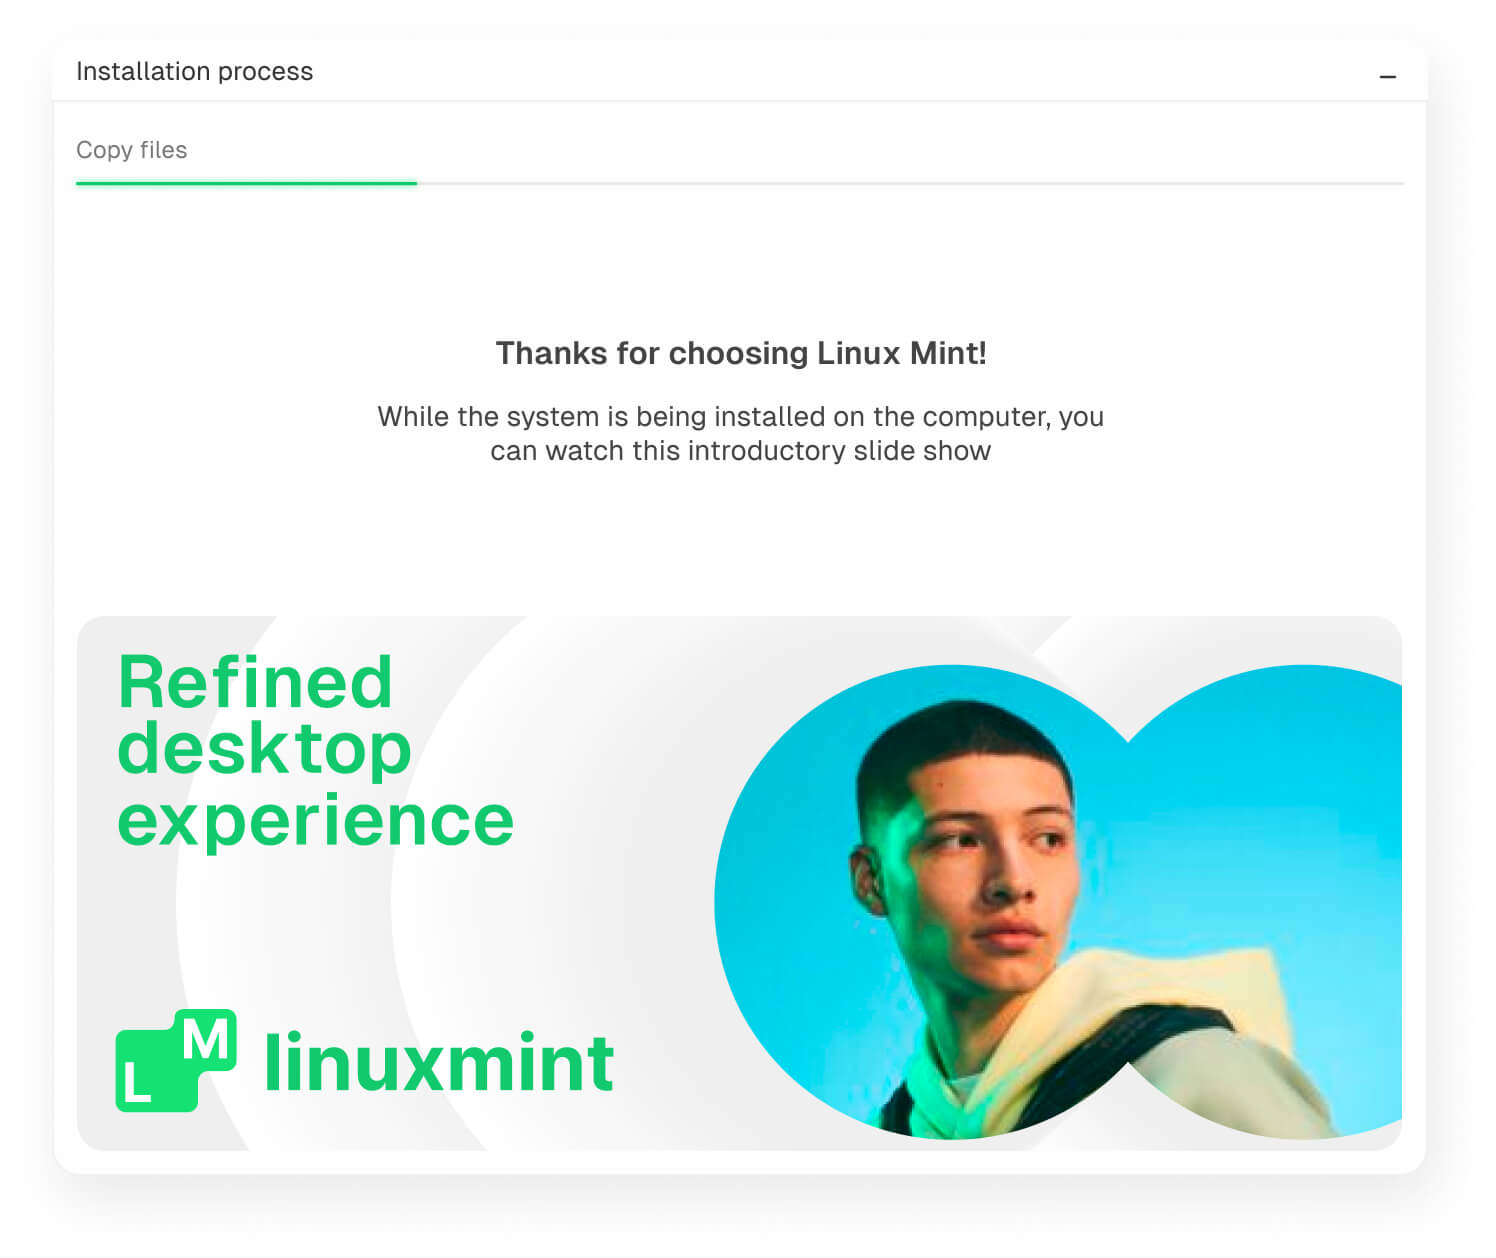 Installation process
Copy files
Thanks for choosing Linux Mint!
While the system is being installed on the computer, you
can watch this introductory slide show
Refined
desktop
experience
LM linuxmint